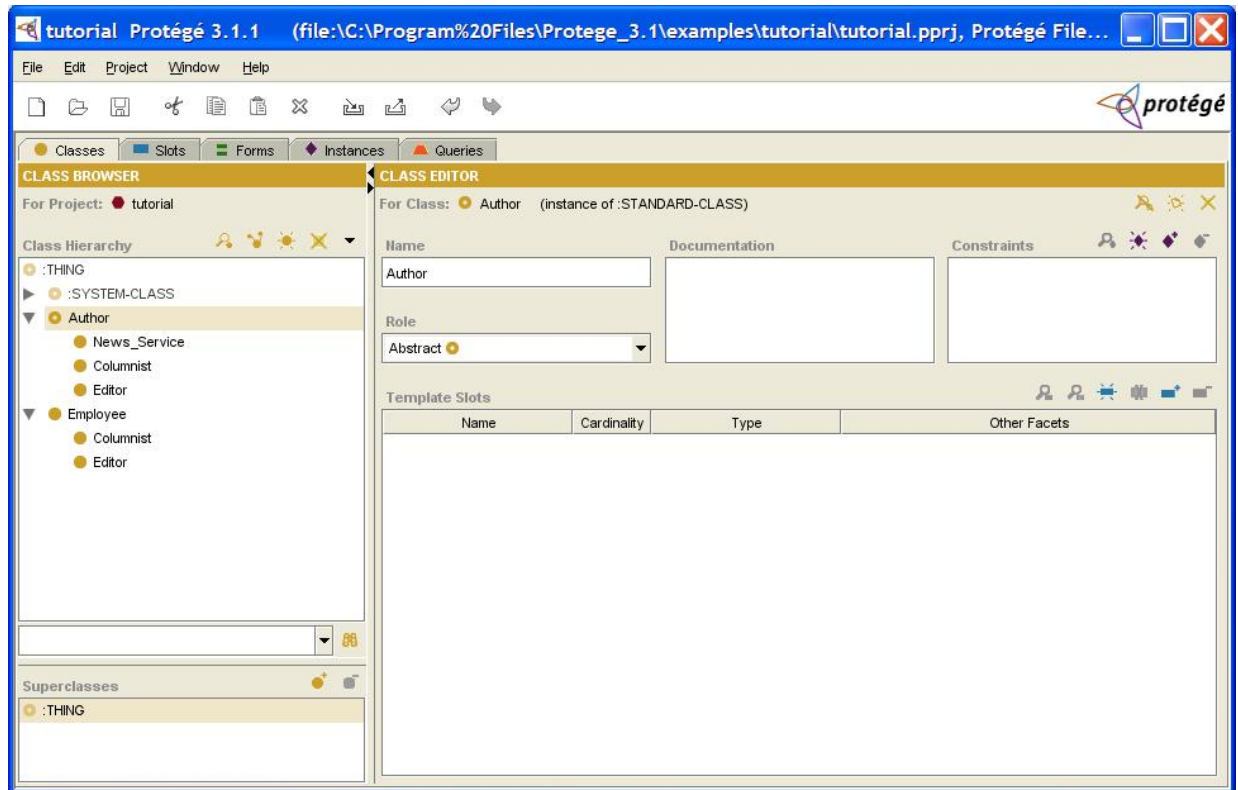 tutorial Protégé 3.1.1 (file:\C:\Program%20Files\Protege_3.1\examples\tutorial\tutorial.pprj, Protégé File...
File Edit Project Window Help
protégé
Classes Slots Forms Instances Queries
CLASS BROWSER
For Project: tutorial
Class Hierarchy
:THING
:SYSTEM-CLASS
Author
News_Service
Columnist
Editor
Employee
Columnist
Editor
Superclasses
:THING
CLASS EDITOR
For Class: Author (instance of :STANDARD-CLASS)
Name Documentation Constraints
Author
Role
Abstract
Template Slots
Name Cardinality Type Other Facets